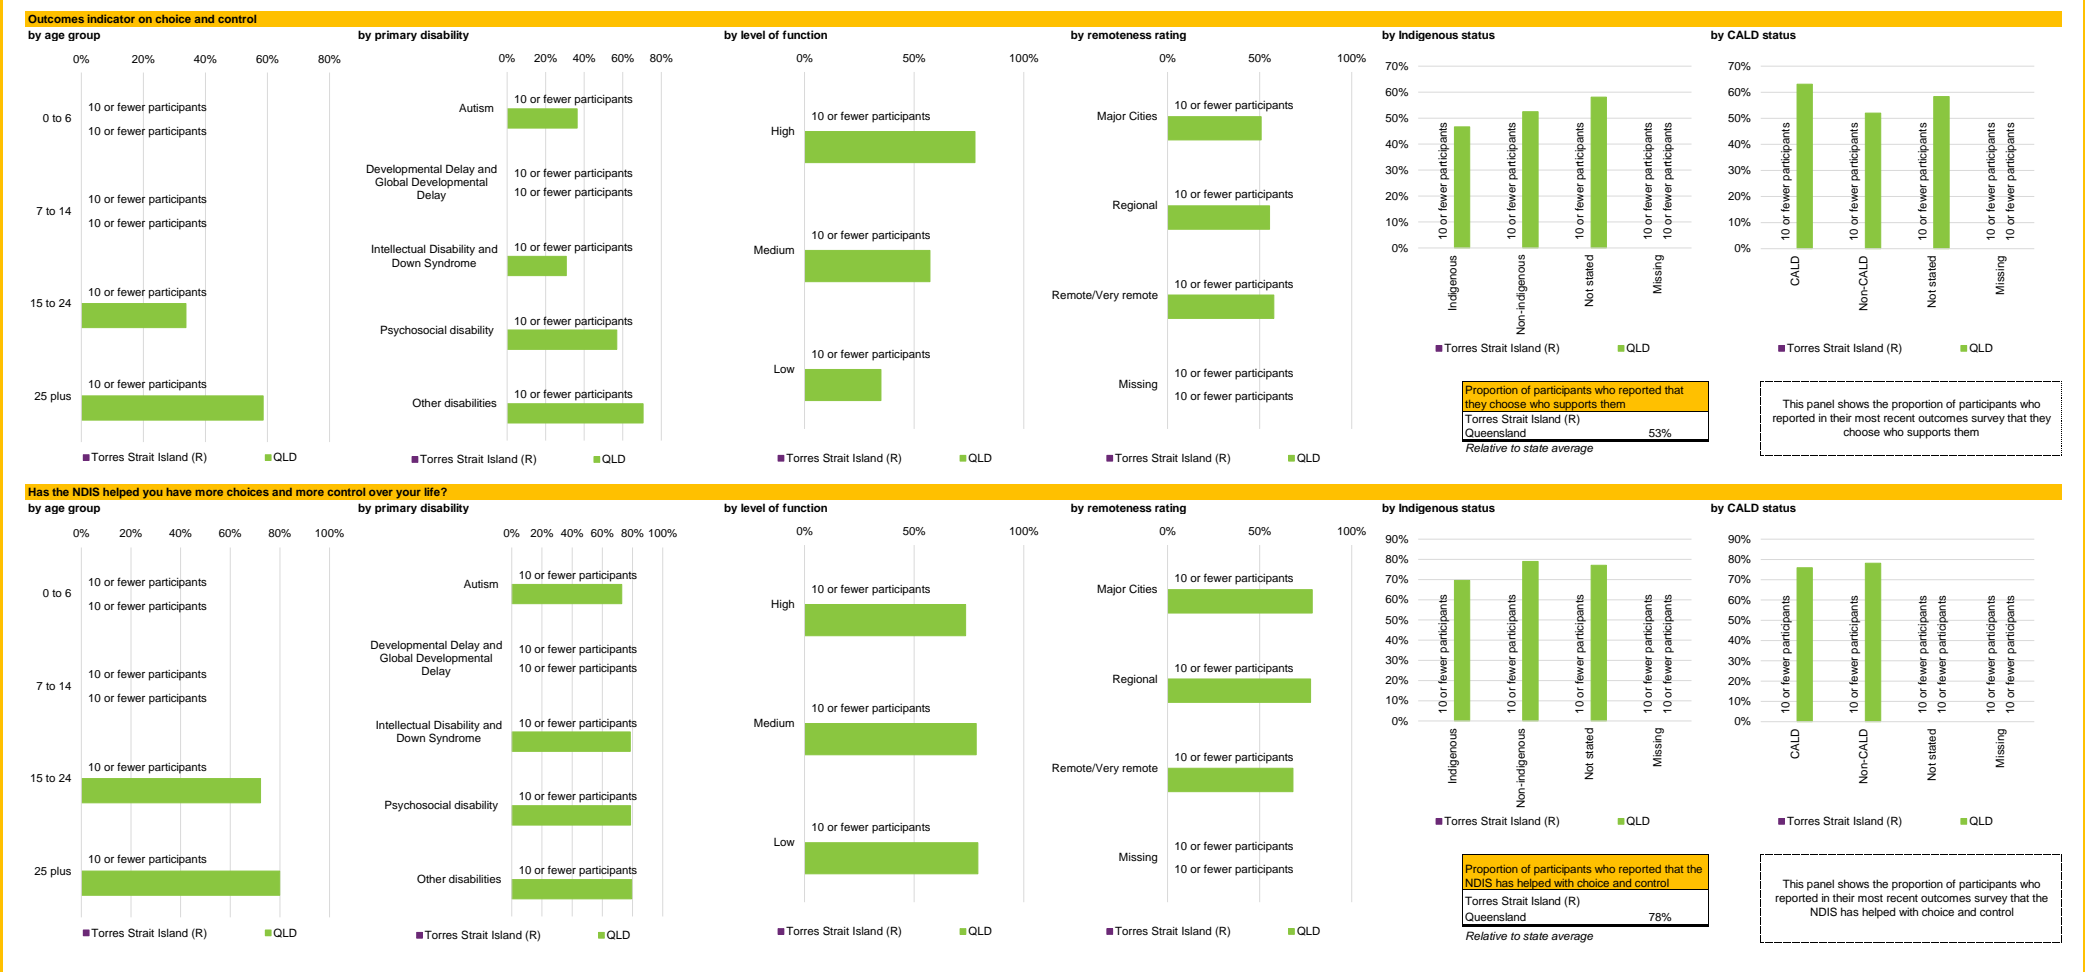 Outcomes indicator on choice and control
by age group
0% 20% 40% 60% 80%
0 to 6
10 or fewer participants
10 or fewer participants
7 to 14
10 or fewer participants
10 or fewer participants
15 to 24
10 or fewer participants
25 plus
10 or fewer participants
Torres Strait Island (R) QLD
by primary disability
0% 20% 40% 60% 80%
Autism
10 or fewer participants
Developmental Delay and
Global Developmental
Delay
10 or fewer participants
10 or fewer participants
Intellectual Disability and
Down Syndrome
10 or fewer participants
Psychosocial disability
10 or fewer participants
Other disabilities
10 or fewer participants
Torres Strait Island (R) QLD
by level of function
0% 50% 100%
High
10 or fewer participants
Medium
10 or fewer participants
Low
10 or fewer participants
Torres Strait Island (R) QLD
by remoteness rating
0% 50% 100%
Major Cities
10 or fewer participants
Regional
10 or fewer participants
Remote/Very remote
10 or fewer participants
Missing
10 or fewer participants
10 or fewer participants
Torres Strait Island (R) QLD
by Indigenous status
70%
60%
50%
40%
30%
20%
10%
0%
10 or fewer participants
10 or fewer participants
10 or fewer participants
10 or fewer participants
10 or fewer participants
Indigenous
Non-indigenous
Not stated
Missing
Torres Strait Island (R) QLD
Proportion of participants who reported that
they choose who supports them
Torres Strait Island (R)
Queensland 53%
Relative to state average
by CALD status
70%
60%
50%
40%
30%
20%
10%
0%
10 or fewer participants
10 or fewer participants
10 or fewer participants
10 or fewer participants
10 or fewer participants
CALD
Non-CALD
Not stated
Missing
Torres Strait Island (R) QLD
This panel shows the proportion of participants who
reported in their most recent outcomes survey that they
choose who supports them
Has the NDIS helped you have more choices and more control over your life?
by age group
0% 20% 40% 60% 80% 100%
0 to 6
10 or fewer participants
10 or fewer participants
7 to 14
10 or fewer participants
10 or fewer participants
15 to 24
10 or fewer participants
25 plus
10 or fewer participants
Torres Strait Island (R) QLD
by primary disability
0% 20% 40% 60% 80% 100%
Autism
10 or fewer participants
Developmental Delay and
Global Developmental
Delay
10 or fewer participants
10 or fewer participants
Intellectual Disability and
Down Syndrome
10 or fewer participants
Psychosocial disability
10 or fewer participants
Other disabilities
10 or fewer participants
Torres Strait Island (R) QLD
by level of function
0% 50% 100%
High
10 or fewer participants
Medium
10 or fewer participants
Low
10 or fewer participants
Torres Strait Island (R) QLD
by remoteness rating
0% 50% 100%
Major Cities
10 or fewer participants
Regional
10 or fewer participants
Remote/Very remote
10 or fewer participants
Missing
10 or fewer participants
10 or fewer participants
Torres Strait Island (R) QLD
by Indigenous status
90%
80%
70%
60%
50%
40%
30%
20%
10%
0%
10 or fewer participants
10 or fewer participants
10 or fewer participants
10 or fewer participants
10 or fewer participants
Indigenous
Non-indigenous
Not stated
Missing
Torres Strait Island (R) QLD
Proportion of participants who reported that the
NDIS has helped with choice and control
Torres Strait Island (R)
Queensland 78%
Relative to state average
by CALD status
90%
80%
70%
60%
50%
40%
30%
20%
10%
0%
10 or fewer participants
10 or fewer participants
10 or fewer participants
10 or fewer participants
10 or fewer participants
10 or fewer participants
CALD
Non-CALD
Not stated
Missing
Torres Strait Island (R) QLD
This panel shows the proportion of participants who
reported in their most recent outcomes survey that the
NDIS has helped with choice and control